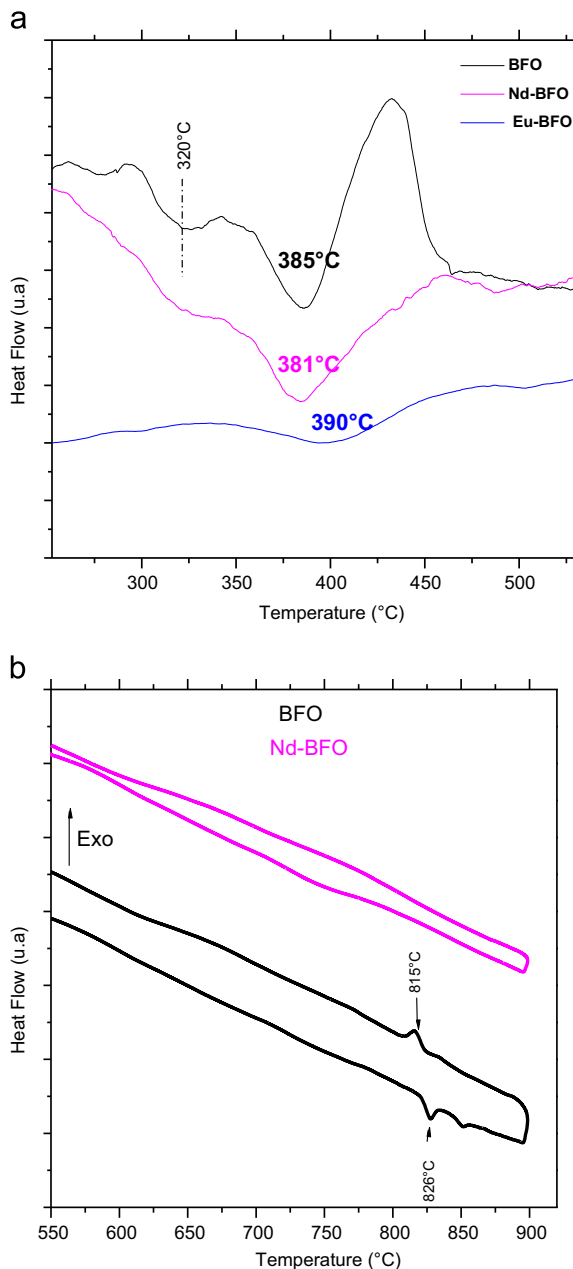 a
BFO
Nd-BFO
Eu-BFO
320°C
385°C
381°C
390°C
Heat Flow (u.a)
300 350 400 450 500
Temperature (°C)
b
BFO
Nd-BFO
Exo
815°C
826°C
Heat Flow (u.a)
550 600 650 700 750 800 850 900
Temperature (°C)